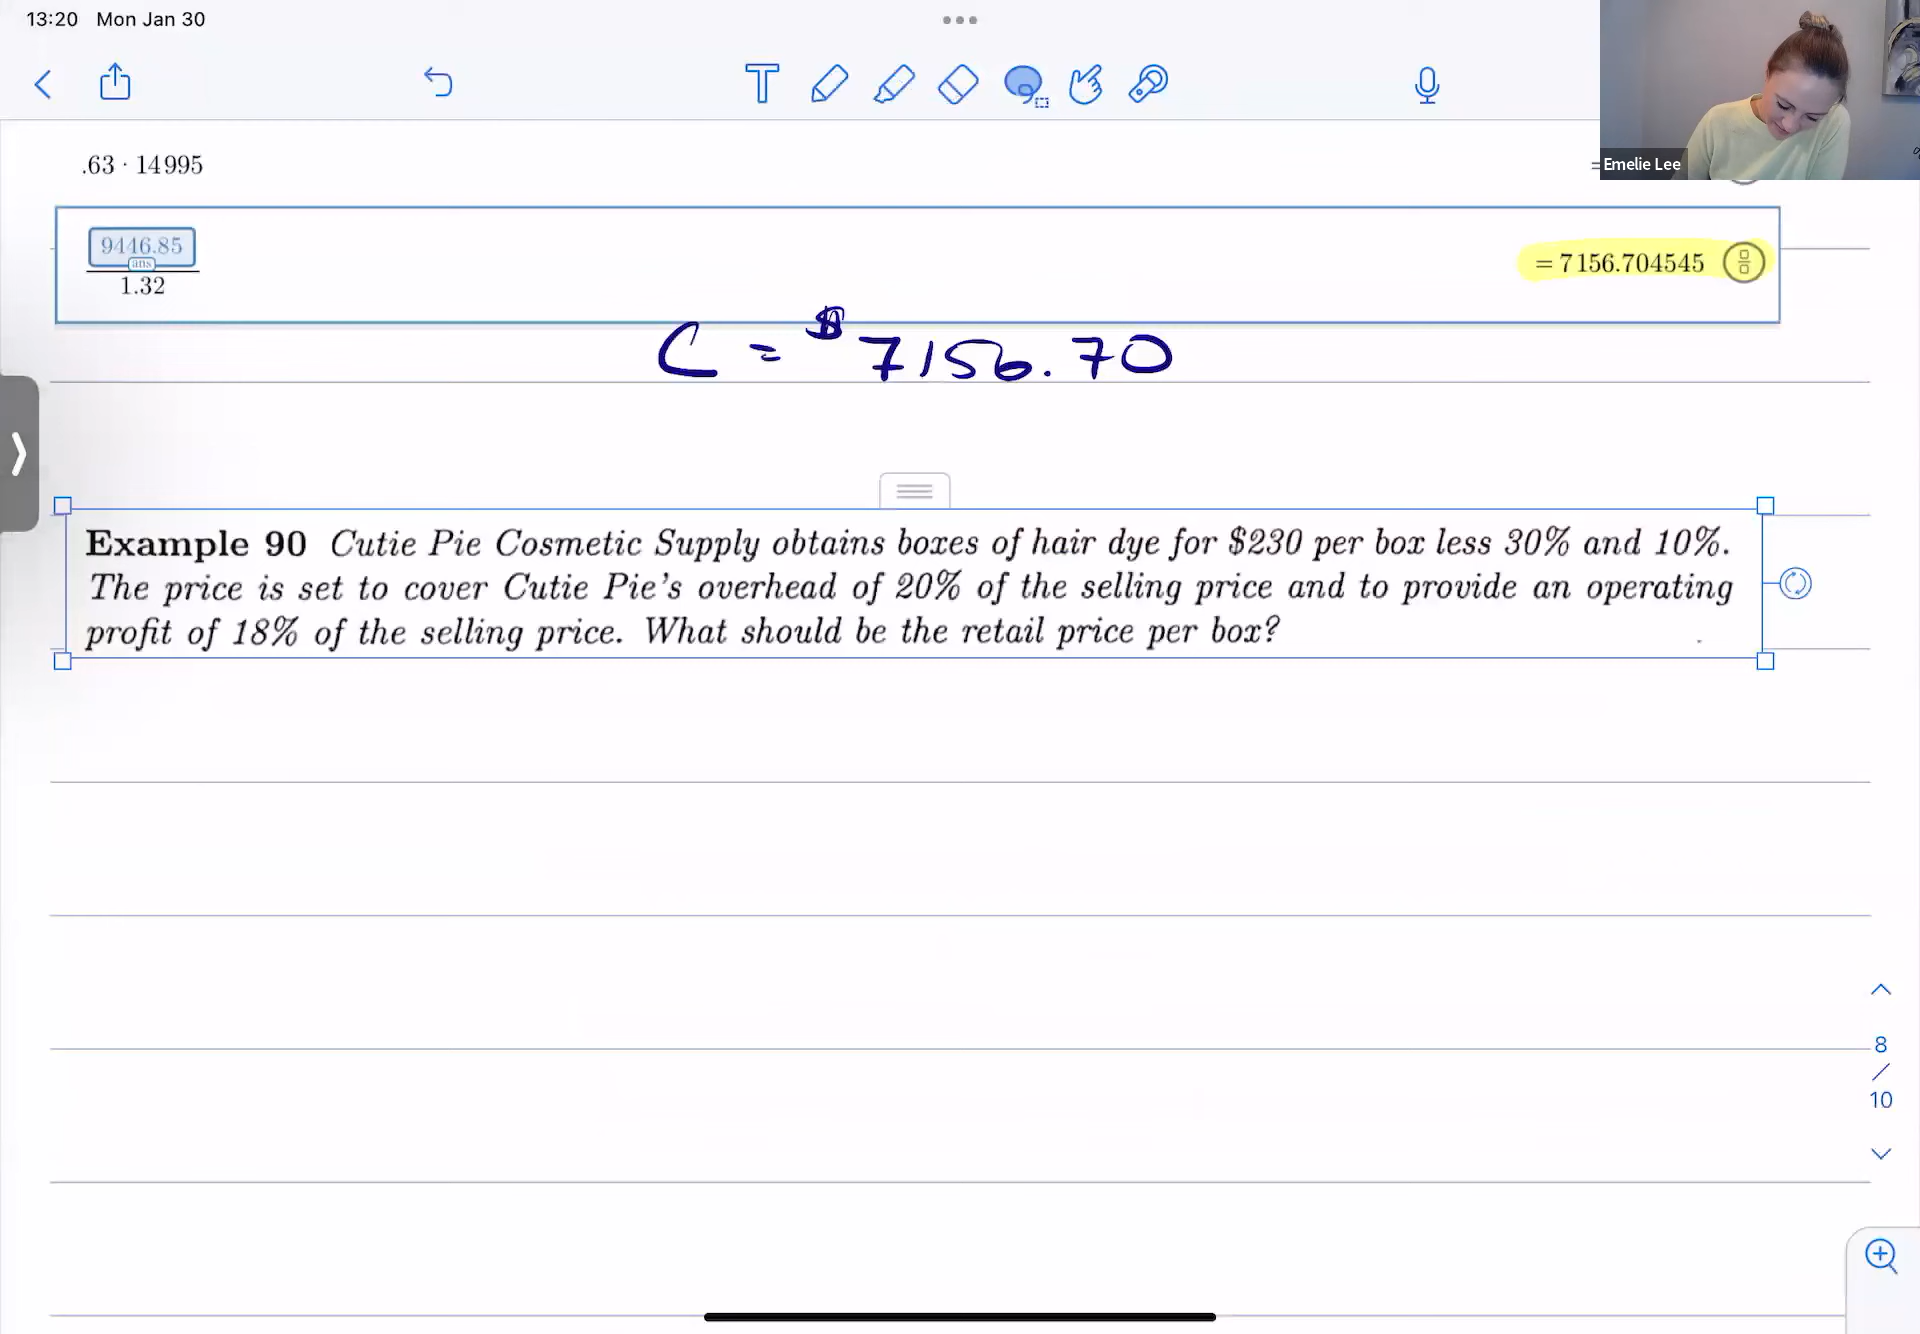 13:20 Mon Jan 30
T
.63 · 14995
=
Emelie Lee
9446.85
ans
1.32
= 7156.704545
C = $7156.70
Example 90 Cutie Pie Cosmetic Supply obtains boxes of hair dye for $230 per box less 30% and 10%.
The price is set to cover Cutie Pie's overhead of 20% of the selling price and to provide an operating
profit of 18% of the selling price. What should be the retail price per box?
8
/
10